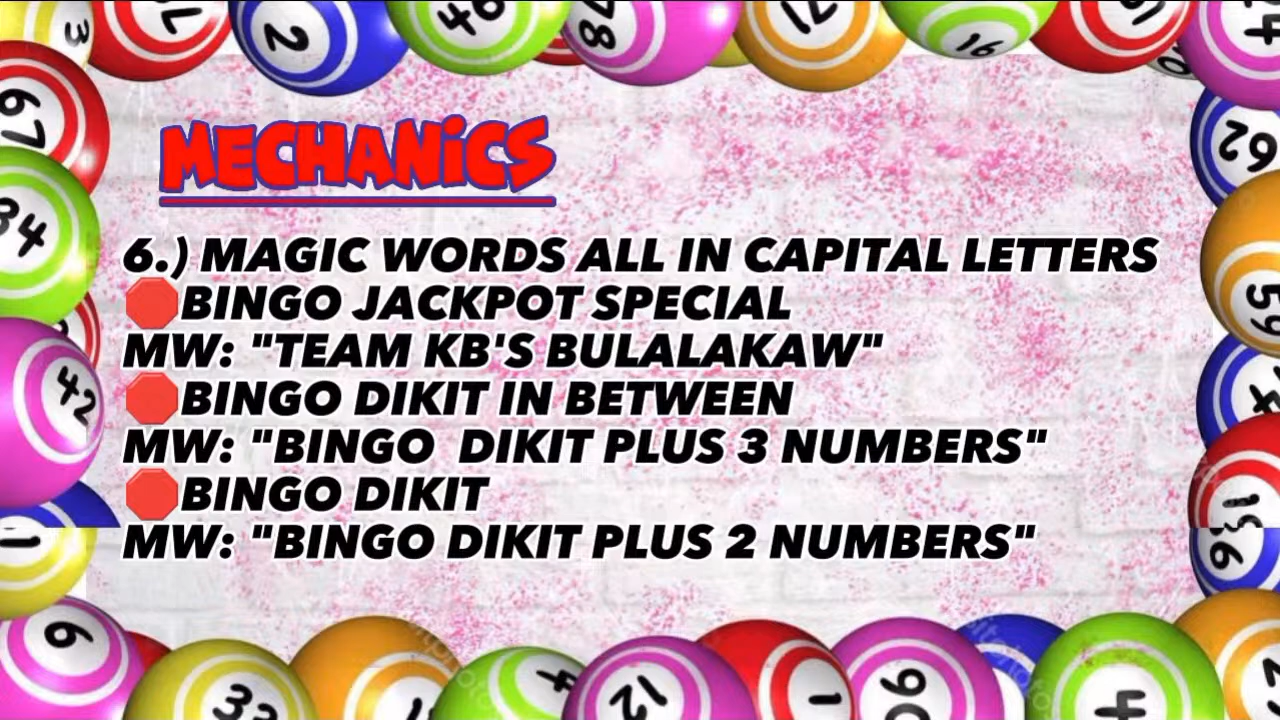 MECHANICS
6.) MAGIC WORDS ALL IN CAPITAL LETTERS
🛑BINGO JACKPOT SPECIAL
MW: "TEAM KB'S BULALAKAW"
🛑BINGO DIKIT IN BETWEEN
MW: "BINGO  DIKIT PLUS 3 NUMBERS"
🛑BINGO DIKIT
MW: "BINGO DIKIT PLUS 2 NUMBERS"